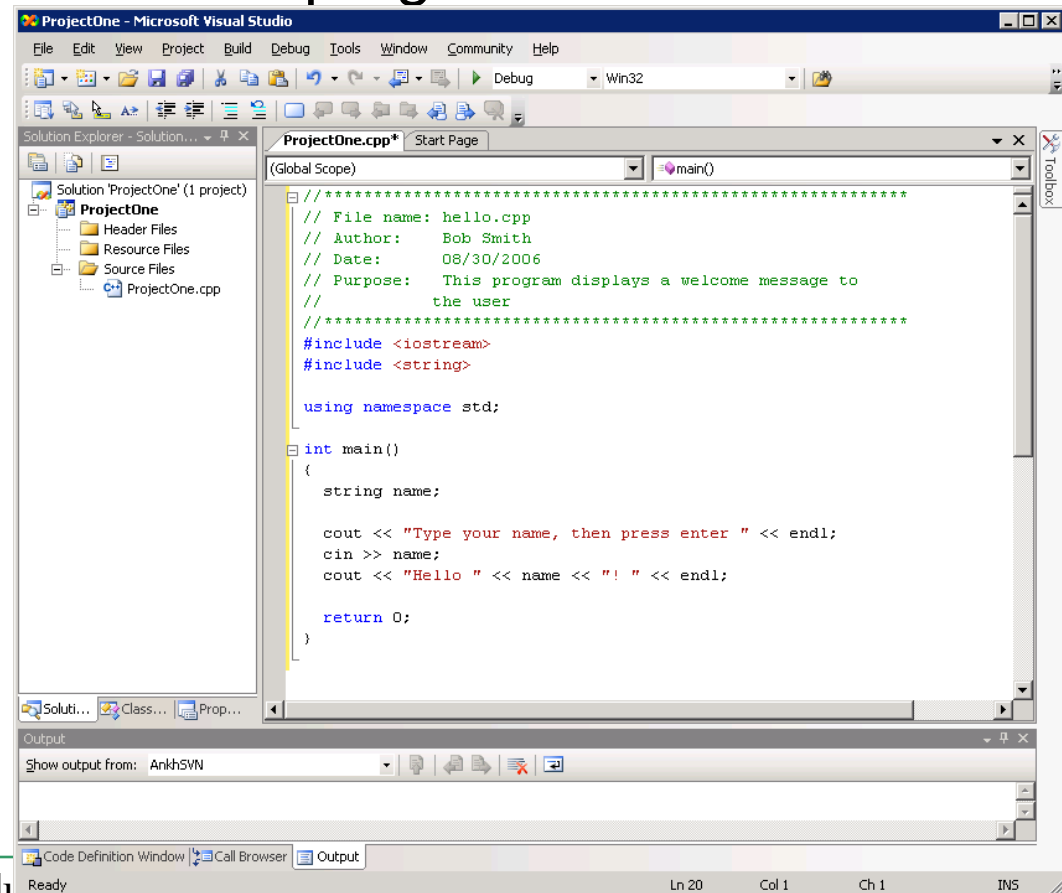 ProjectOne - Microsoft Visual Studio
File Edit View Project Build Debug Tools Window Community Help
Debug Win32
Solution Explorer - Solution...
ProjectOne.cpp* Start Page
(Global Scope) main()
Toolbox
Solution 'ProjectOne' (1 project)
ProjectOne
Header Files
Resource Files
Source Files
ProjectOne.cpp
//***********************************************************
// File name: hello.cpp
// Author: Bob Smith
// Date: 08/30/2006
// Purpose: This program displays a welcome message to
// the user
//***********************************************************
#include <iostream>
#include <string>
using namespace std;
int main()
{
string name;
cout << "Type your name, then press enter " << endl;
cin >> name;
cout << "Hello " << name << "! " << endl;
return 0;
}
Soluti... Class... Prop...
Output
Show output from: AnkhSVN
Code Definition Window Call Browser Output
Ready Ln 20 Col 1 Ch 1 INS